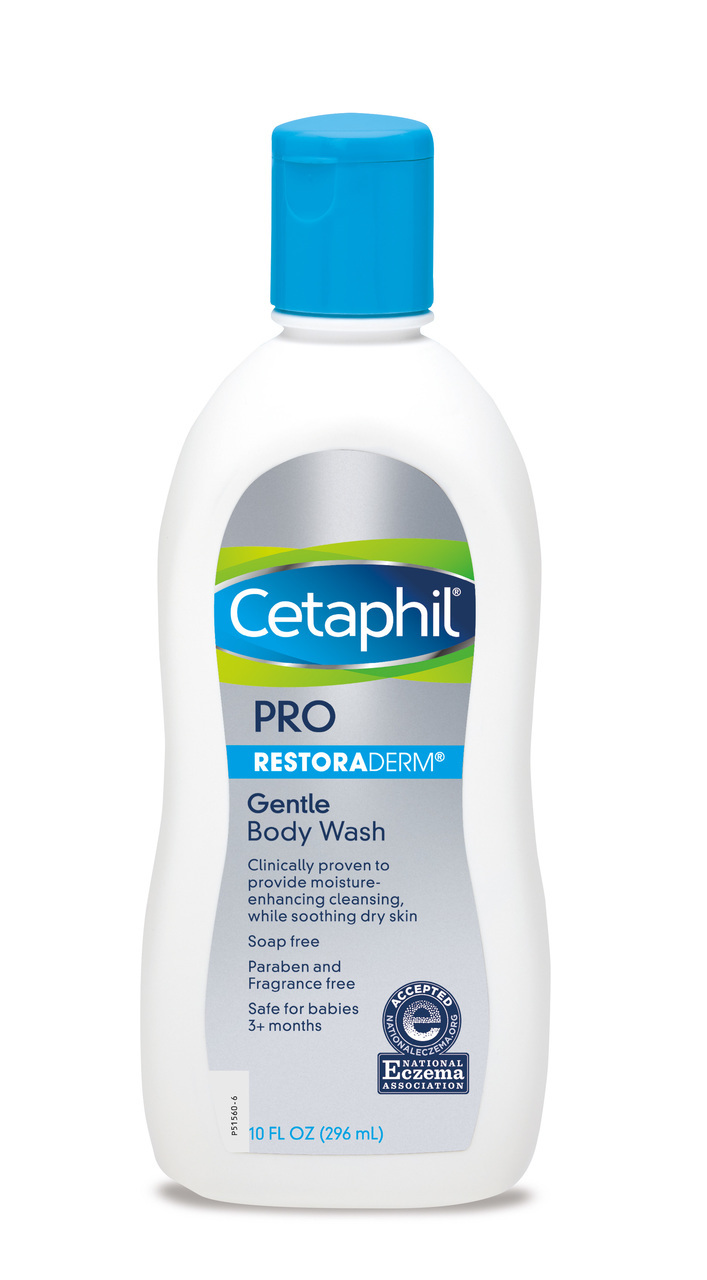 Cetaphil®
PRO
RESTORADERM®
Gentle
Body Wash
Clinically proven to
provide moisture-
enhancing cleansing,
while soothing dry skin
Soap free
Paraben and
Fragrance free
Safe for babies
3+ months
ACCEPTED
e
NATIONALECZEMA.ORG
NATIONAL
Eczema
ASSOCIATION
P51560-6
10 FL OZ (296 mL)